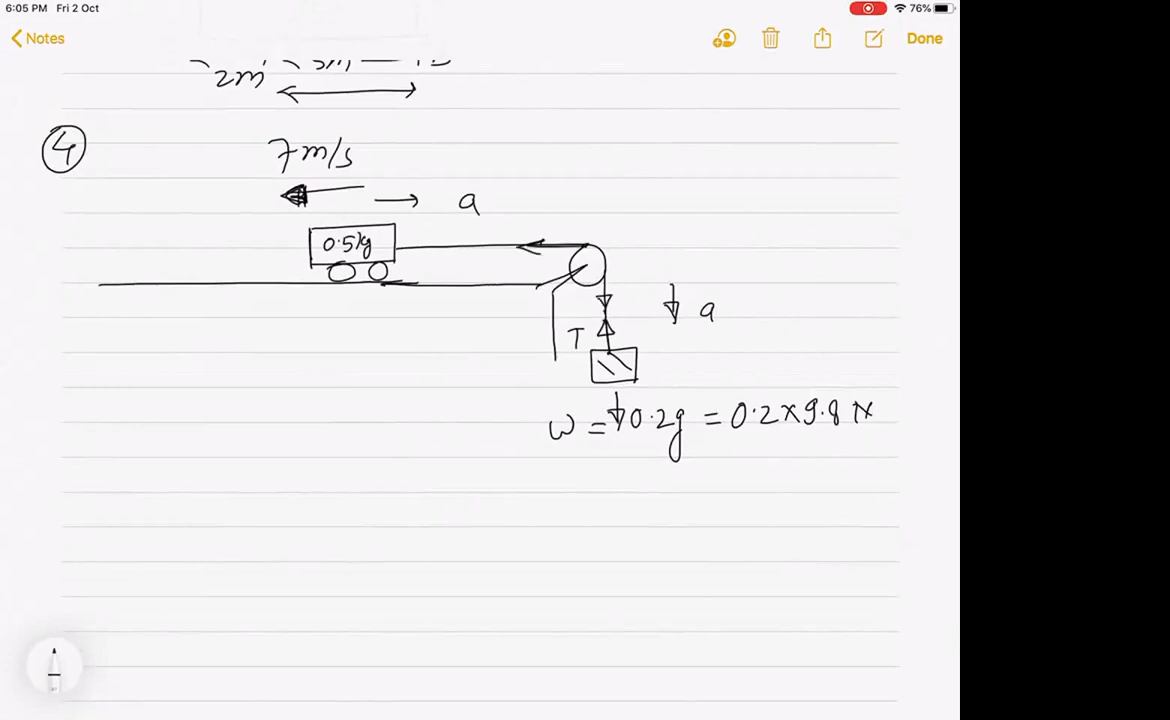 6:05 PM Fri 2 Oct
76%
Notes
Done
2m
4
7m/s
a
0.5kg
a
T
W = 0.2g = 0.2×9.8 N